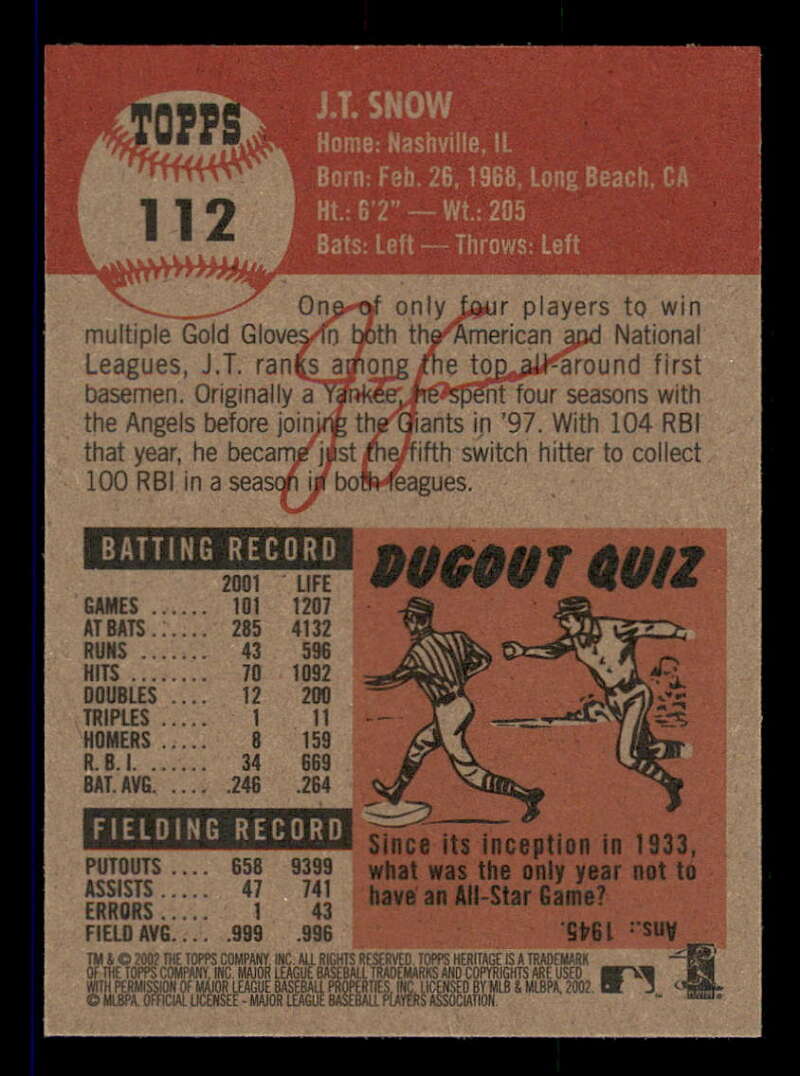 TOPPS
112
J.T. SNOW
Home: Nashville, IL
Born: Feb. 26, 1968, Long Beach, CA
Ht.: 6'2" — Wt.: 205
Bats: Left — Throws: Left
One of only four players to win
multiple Gold Gloves in both the American and National
Leagues, J.T. ranks among the top all-around first
basemen. Originally a Yankee, he spent four seasons with
the Angels before joining the Giants in '97. With 104 RBI
that year, he became just the fifth switch hitter to collect
100 RBI in a season in both leagues.
BATTING RECORD
2001 LIFE
GAMES ...... 101 1207
AT BATS ...... 285 4132
RUNS ....... 43 596
HITS ........ 70 1092
DOUBLES .... 12 200
TRIPLES ..... 1 11
HOMERS ..... 8 159
R. B. I. ...... 34 669
BAT. AVG. .... .246 .264
FIELDING RECORD
PUTOUTS .... 658 9399
ASSISTS ..... 47 741
ERRORS ..... 1 43
FIELD AVG.... .999 .996
DUGOUT QUIZ
Since its inception in 1933,
what was the only year not to
have an All-Star Game?
Ans.: 1945.
TM & © 2002 THE TOPPS COMPANY, INC. ALL RIGHTS RESERVED. TOPPS HERITAGE IS A TRADEMARK
OF THE TOPPS COMPANY, INC. MAJOR LEAGUE BASEBALL TRADEMARKS AND COPYRIGHTS ARE USED
WITH PERMISSION OF MAJOR LEAGUE BASEBALL PROPERTIES, INC. LICENSED BY MLB & MLBPA, 2002.
© MLBPA. OFFICIAL LICENSEE - MAJOR LEAGUE BASEBALL PLAYERS ASSOCIATION.